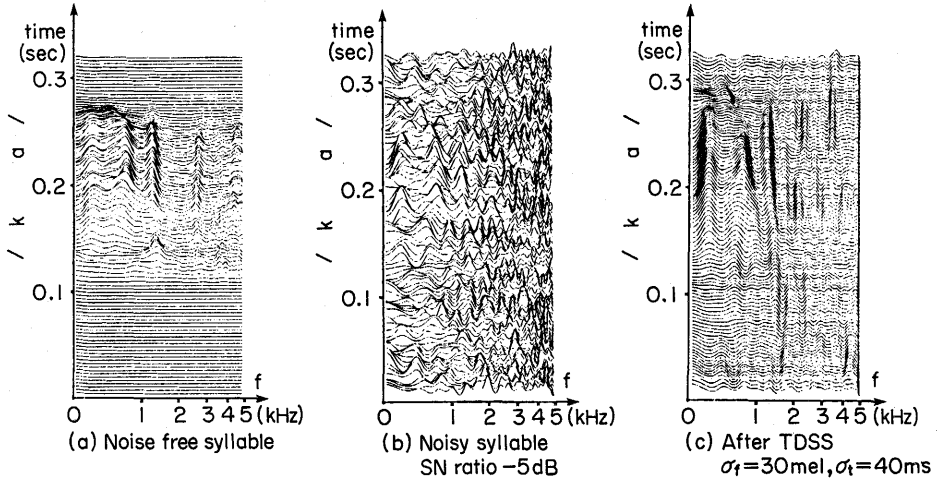 time
(sec)
0.3
0.2
0.1
/ k a /
f
0 1 2 3 4 5 (kHz)
(a) Noise free syllable
time
(sec)
0.3
0.2
0.1
/ k a /
f
0 1 2 3 4 5 (kHz)
(b) Noisy syllable
SN ratio -5dB
time
(sec)
0.3
0.2
0.1
/ k a /
f
0 1 2 3 4 5 (kHz)
(c) After TDSS
σf=30mel, σt=40ms